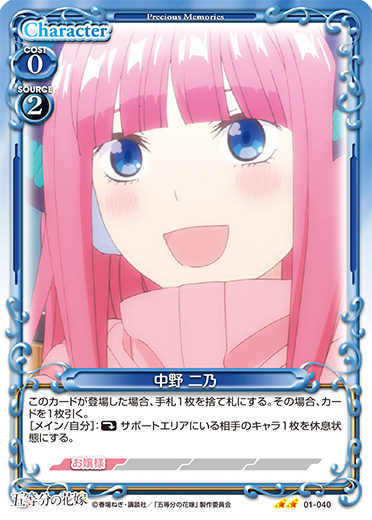 Precious Memories
Character
COST
0
SOURCE
2
中野 二乃
このカードが登場した場合、手札1枚を捨て札にする。その場合、カー
ドを1枚引く。
[メイン/自分]: サポートエリアにいる相手のキャラ1枚を休息状
態にする。
お嬢様
五等分の花嫁
©春場ねぎ・講談社／「五等分の花嫁」製作委員会
01-040